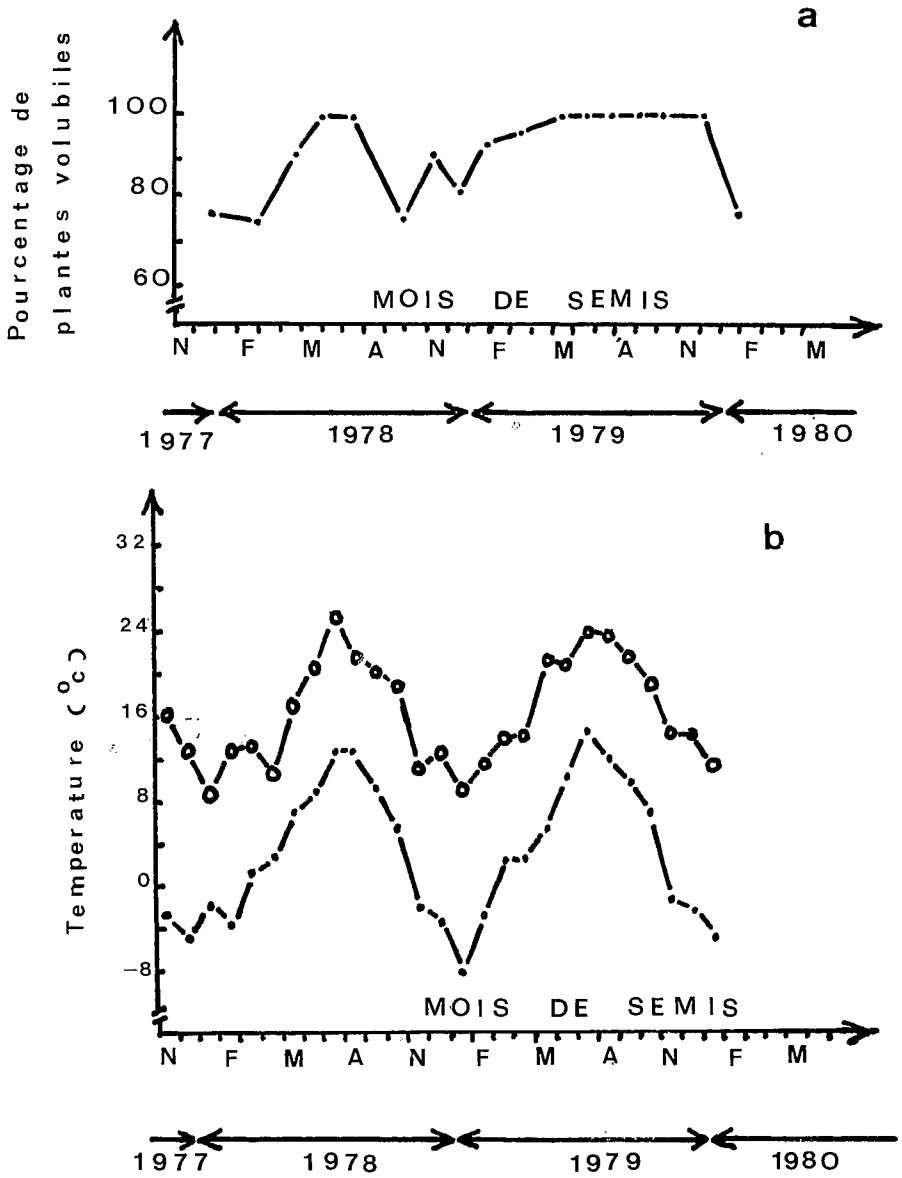 a
Pourcentage de
plantes volubiles
100
80
60
MOIS DE SEMIS
N F M A N F M A N F M
1977 1978 1979 1980
b
Temperature (°c)
32
24
16
8
0
-8
MOIS DE SEMIS
N F M A N F M A N F M
1977 1978 1979 1980